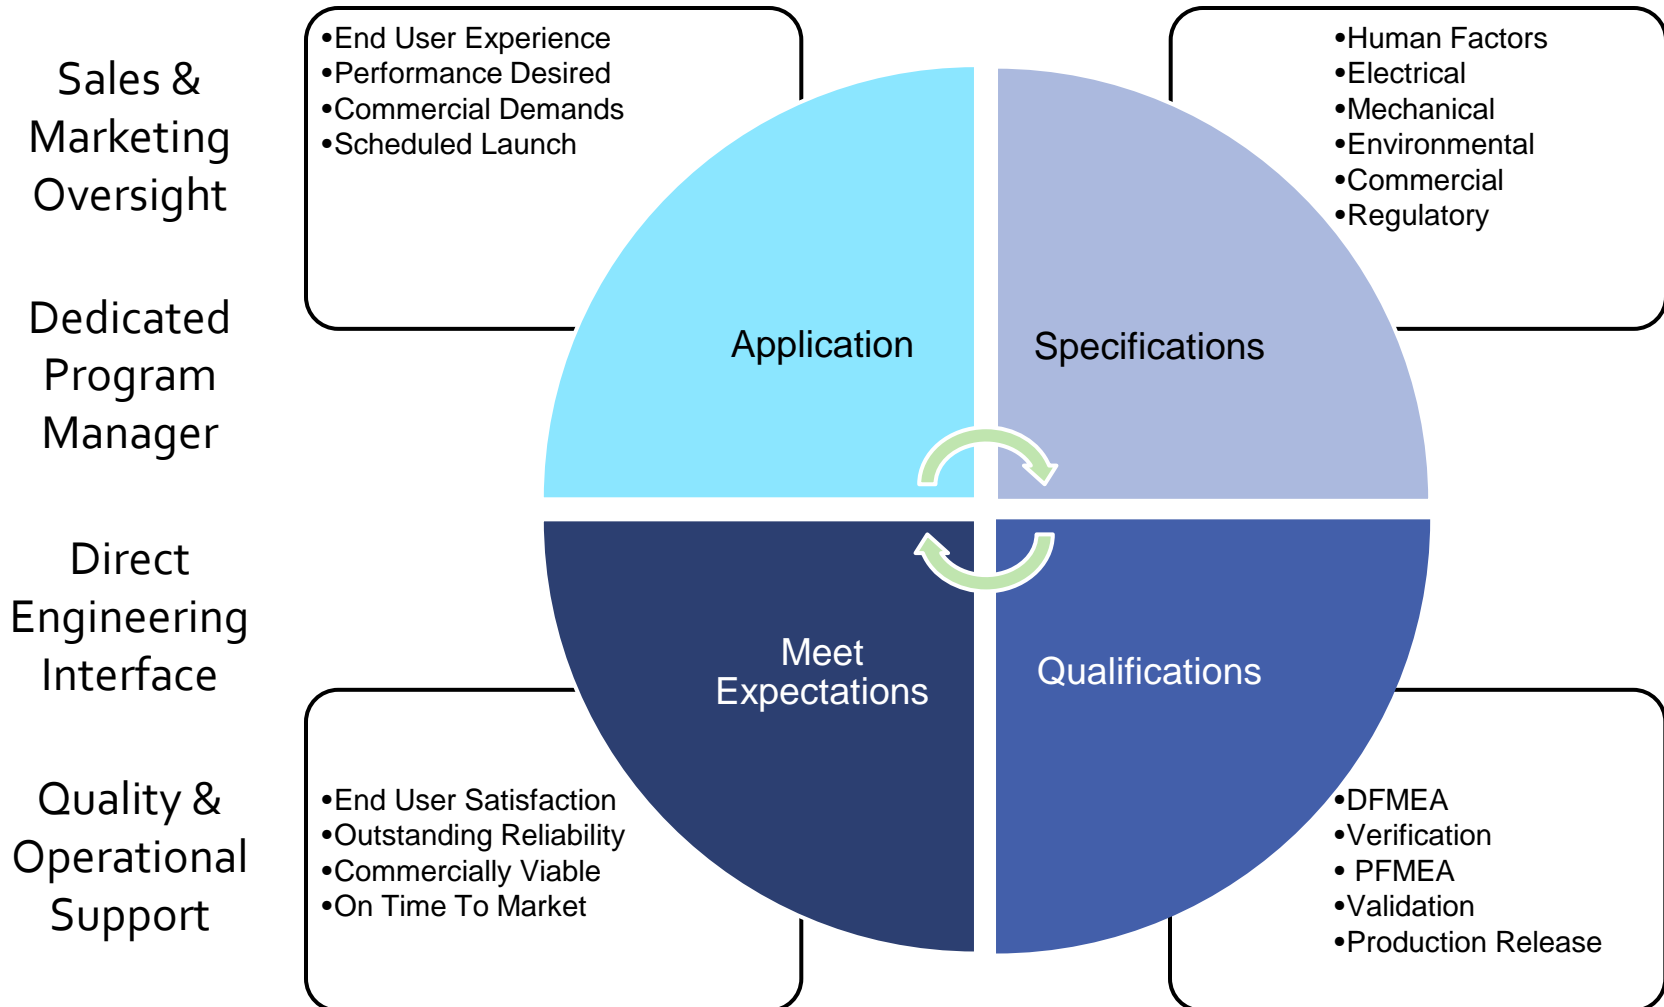 Sales &
Marketing
Oversight
Dedicated
Program
Manager
Direct
Engineering
Interface
Quality &
Operational
Support
•End User Experience
•Performance Desired
•Commercial Demands
•Scheduled Launch
•Human Factors
•Electrical
•Mechanical
•Environmental
•Commercial
•Regulatory
Application
Specifications
Meet
Expectations
Qualifications
•End User Satisfaction
•Outstanding Reliability
•Commercially Viable
•On Time To Market
•DFMEA
•Verification
• PFMEA
•Validation
•Production Release